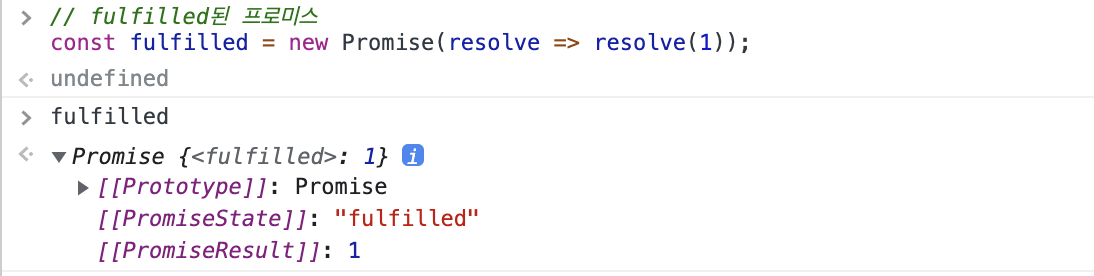 // fulfilled된 프로미스
const fulfilled = new Promise(resolve => resolve(1));
undefined
fulfilled
Promise {<fulfilled>: 1} i
[[Prototype]]: Promise
[[PromiseState]]: "fulfilled"
[[PromiseResult]]: 1